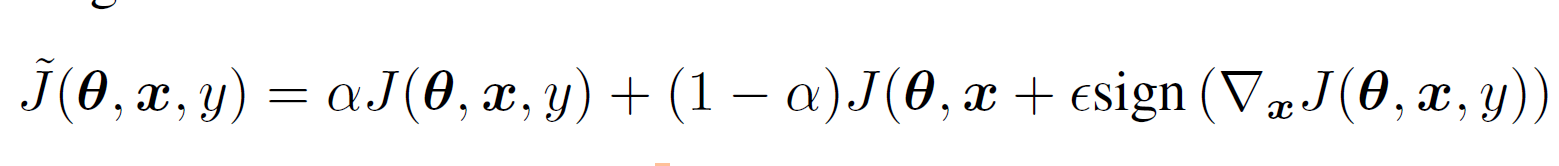 J̃(θ, x, y) = αJ(θ, x, y) + (1 − α)J(θ, x + ϵsign (∇ₓJ(θ, x, y))